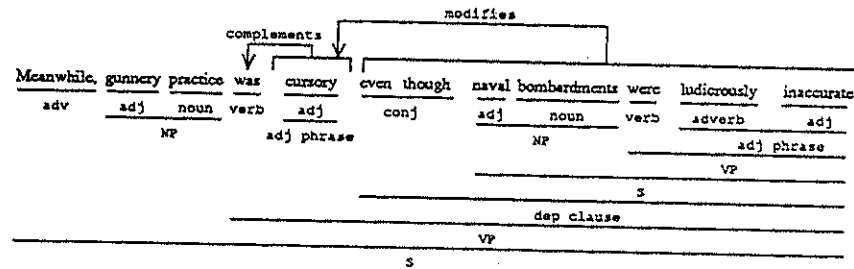 modifies
complements
Meanwhile, gunnery practice was cursory even though naval bombardments were ludicrously inaccurate
adv adj noun verb adj conj adj noun verb adverb adj
NP adj phrase NP adj phrase
VP
S
dep clause
VP
S